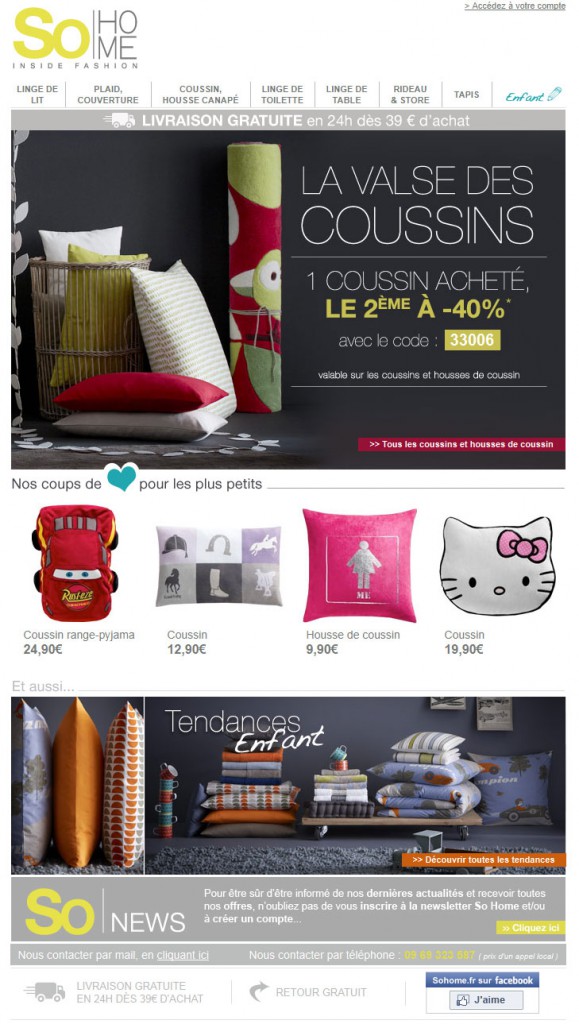 > Accédez à votre compte
So HOME
INSIDE FASHION
LINGE DE LIT
PLAID, COUVERTURE
COUSSIN, HOUSSE CANAPÉ
LINGE DE TOILETTE
LINGE DE TABLE
RIDEAU & STORE
TAPIS
Enfant
LIVRAISON GRATUITE en 24h dès 39 € d'achat
LA VALSE DES
COUSSINS
1 COUSSIN ACHETÉ,
LE 2ÈME À -40%*
avec le code : 33006
valable sur les coussins et housses de coussin
>> Tous les coussins et housses de coussin
Nos coups de pour les plus petits
Rust-eze
ME
Coussin range-pyjama
24,90€
Coussin
12,90€
Housse de coussin
9,90€
Coussin
19,90€
Et aussi...
Tendances
Enfant
>> Découvrir toutes les tendances
So NEWS
Pour être sûr d'être informé de nos dernières actualités et recevoir toutes
nos offres, n'oubliez pas de vous inscrire à la newsletter So Home et/ou
à créer un compte...
>> Cliquez ici
Nous contacter par mail, en cliquant ici
Nous contacter par téléphone : 09 69 323 587 ( prix d'un appel local )
LIVRAISON GRATUITE
EN 24H DÈS 39€ D'ACHAT
RETOUR GRATUIT
Sohome.fr sur facebook
J'aime